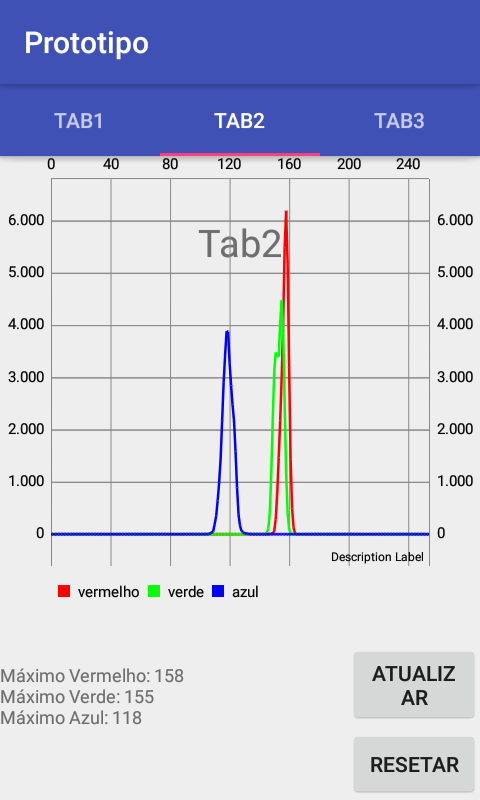 Prototipo
TAB1 TAB2 TAB3
0 40 80 120 160 200 240
6.000 6.000
Tab2
5.000 5.000
4.000 4.000
3.000 3.000
2.000 2.000
1.000 1.000
0 0
Description Label
vermelho verde azul
Máximo Vermelho: 158
Máximo Verde: 155
Máximo Azul: 118
ATUALIZ
AR
RESETAR